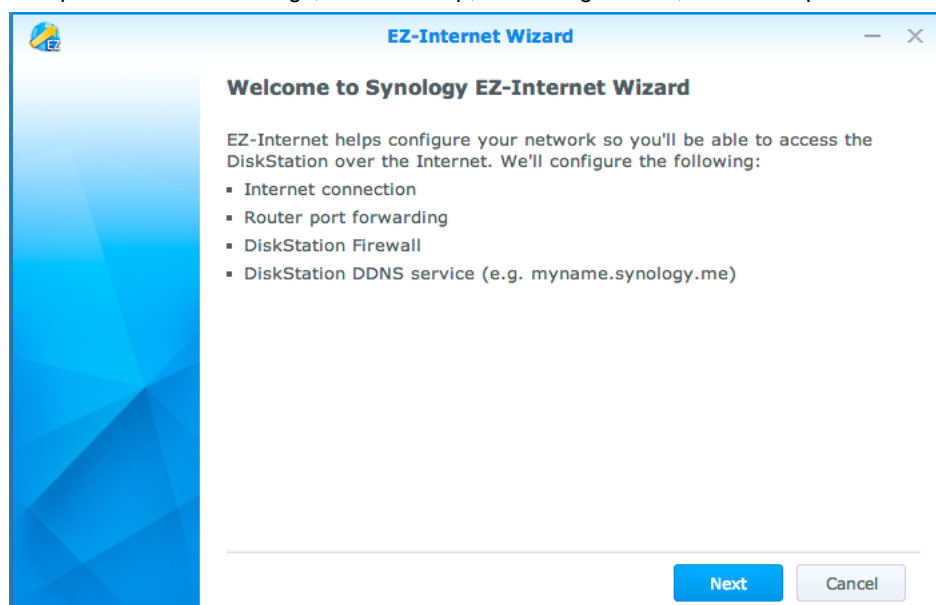 EZ
EZ-Internet Wizard
Welcome to Synology EZ-Internet Wizard
EZ-Internet helps configure your network so you'll be able to access the
DiskStation over the Internet. We'll configure the following:
▪ Internet connection
▪ Router port forwarding
▪ DiskStation Firewall
▪ DiskStation DDNS service (e.g. myname.synology.me)
Next
Cancel